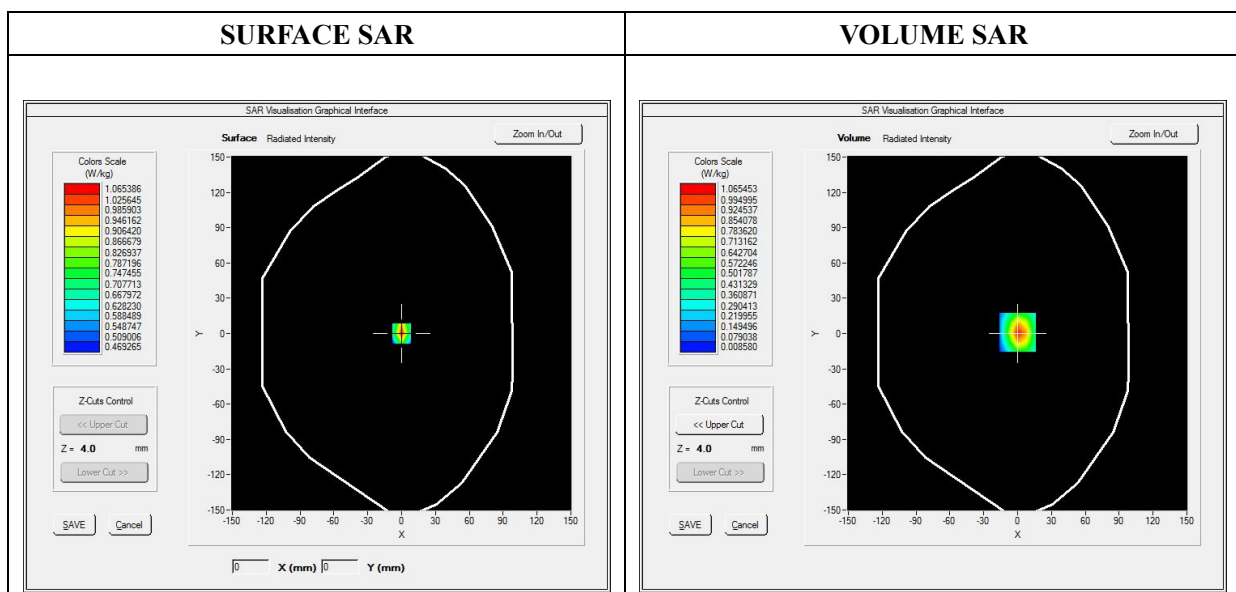 SURFACE SAR
VOLUME SAR
SAR Visualisation Graphical Interface
Surface Radiated Intensity
Zoom In/Out
Colors Scale
(W/kg)
1.065386
1.025645
0.985903
0.946162
0.906420
0.866679
0.826937
0.787196
0.747455
0.707713
0.667972
0.628230
0.588489
0.548747
0.509006
0.469265
150
120
90
60
30
0
-30
-60
-90
-120
-150
Y
-150 -120 -90 -60 -30 0 30 60 90 120 150
X
Z-Cuts Control
<< Upper Cut
Z = 4.0 mm
Lower Cut >>
SAVE Cancel
0 X (mm) 0 Y (mm)
SAR Visualisation Graphical Interface
Volume Radiated Intensity
Zoom In/Out
Colors Scale
(W/kg)
1.065453
0.994995
0.924537
0.854078
0.783620
0.713162
0.642704
0.572246
0.501787
0.431329
0.360871
0.290413
0.219955
0.149496
0.079038
0.008580
150
120
90
60
30
0
-30
-60
-90
-120
-150
Y
-150 -120 -90 -60 -30 0 30 60 90 120 150
X
Z-Cuts Control
<< Upper Cut
Z = 4.0 mm
Lower Cut >>
SAVE Cancel